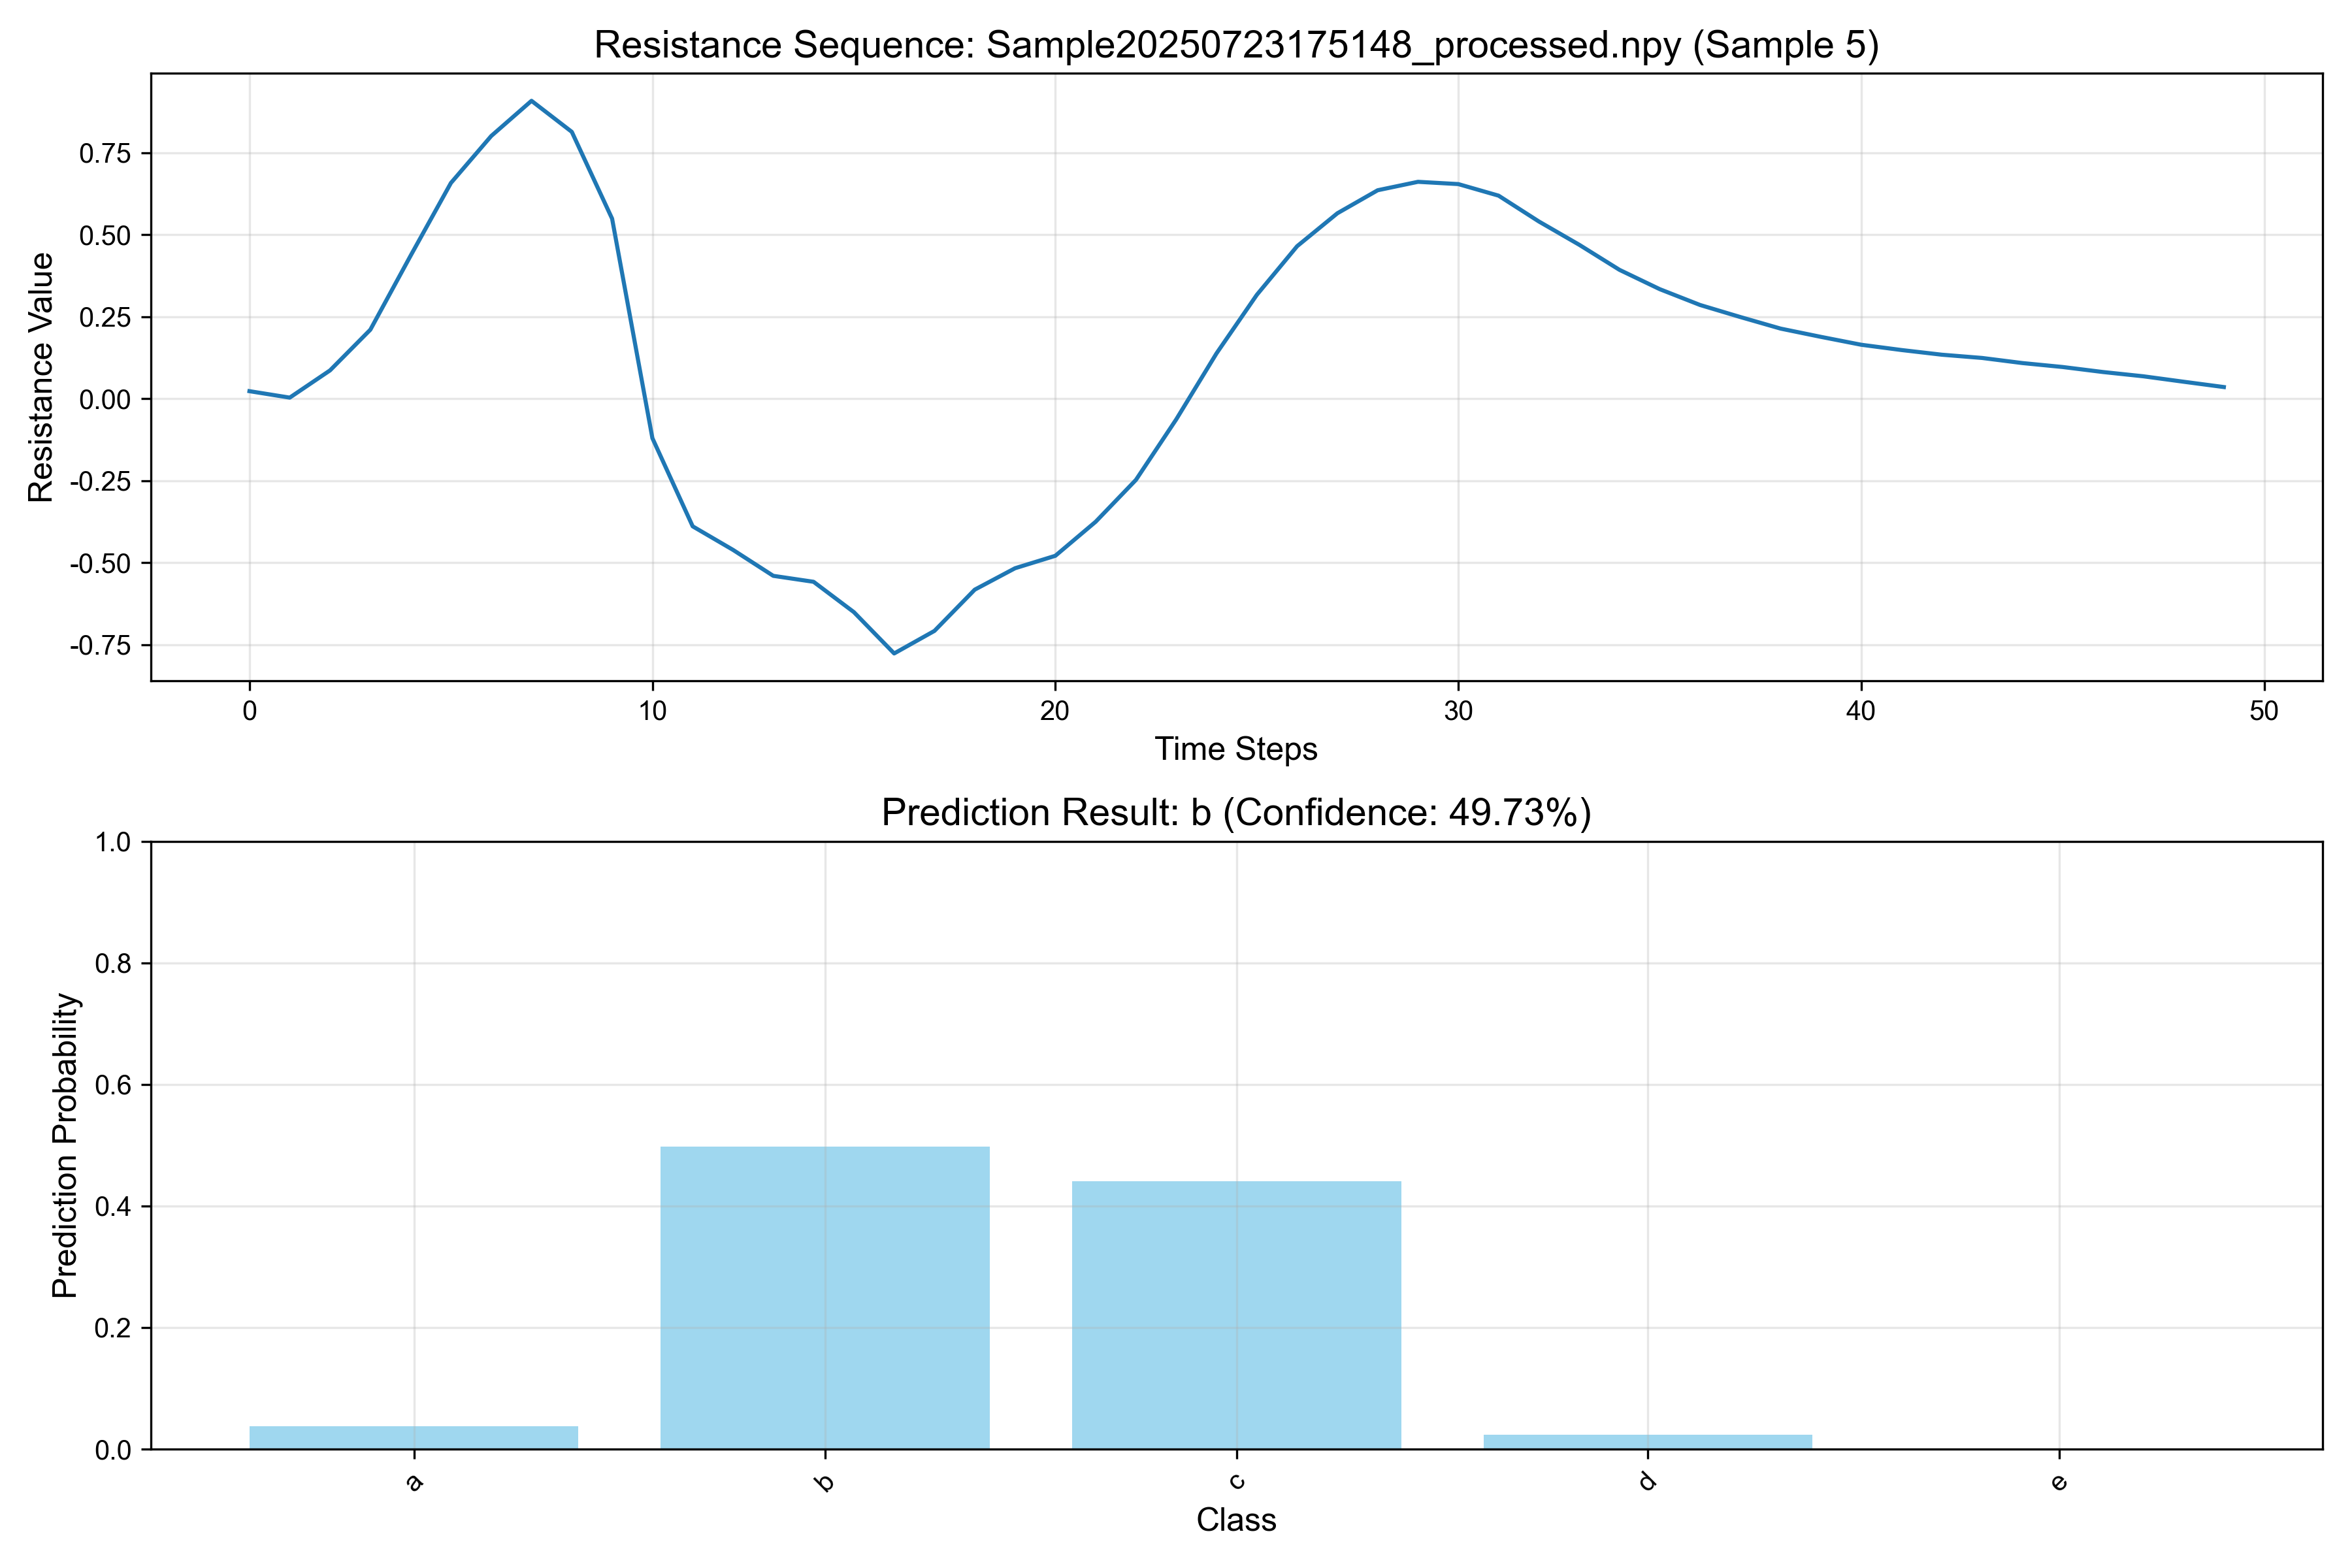 Resistance Sequence: Sample20250723175148_processed.npy (Sample 5)
Resistance Value
0.75
0.50
0.25
0.00
-0.25
-0.50
-0.75
0 10 20 30 40 50
Time Steps
Prediction Result: b (Confidence: 49.73%)
Prediction Probability
1.0
0.8
0.6
0.4
0.2
0.0
a b c d e
Class